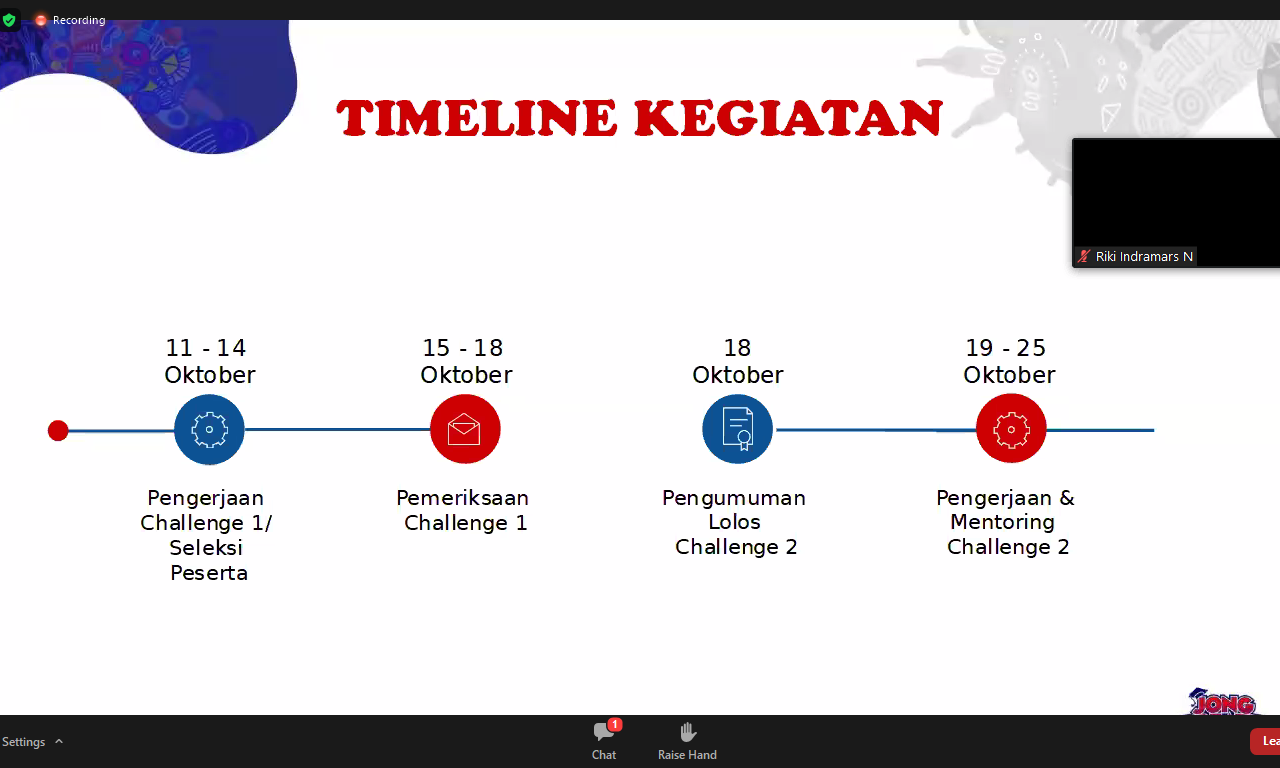 Recording
TIMELINE KEGIATAN
Riki Indramars N
11 - 14
Oktober
15 - 18
Oktober
18
Oktober
19 - 25
Oktober
Pengerjaan
Challenge 1/
Seleksi
Peserta
Pemeriksaan
Challenge 1
Pengumuman
Lolos
Challenge 2
Pengerjaan &
Mentoring
Challenge 2
JONG
Settings
1
Chat
Raise Hand